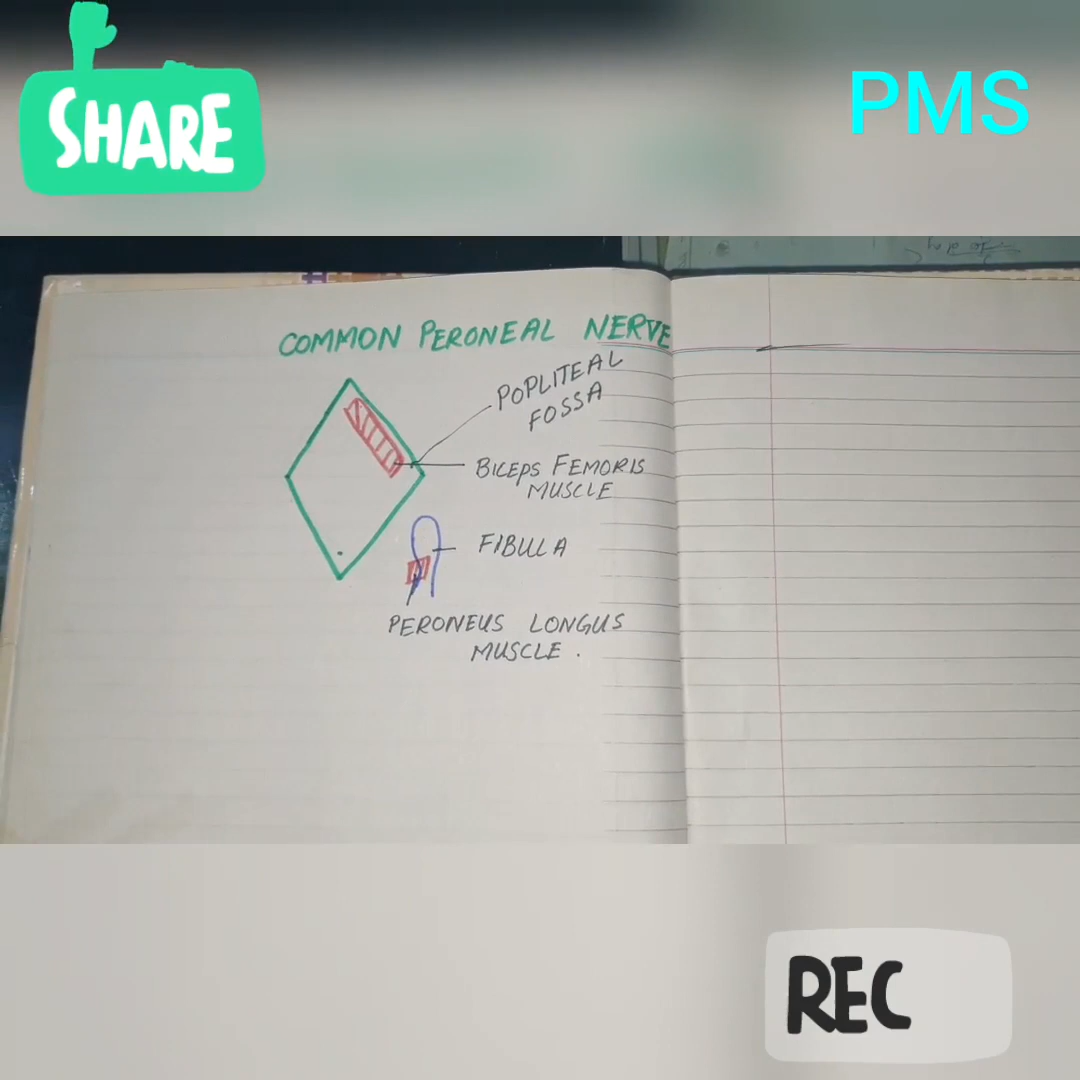 SHARE
PMS
COMMON PERONEAL NERVE
POPLITEAL
FOSSA
BICEPS FEMORIS
MUSCLE
FIBULA
PERONEUS LONGUS
MUSCLE.
REC